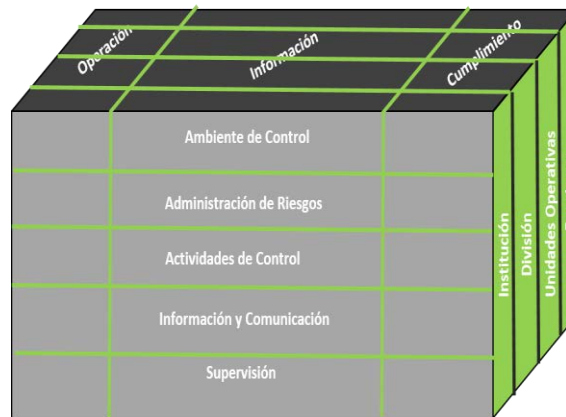 Operación
Información
Cumplimiento
Ambiente de Control
Administración de Riesgos
Actividades de Control
Información y Comunicación
Supervisión
Institución
División
Unidades Operativas